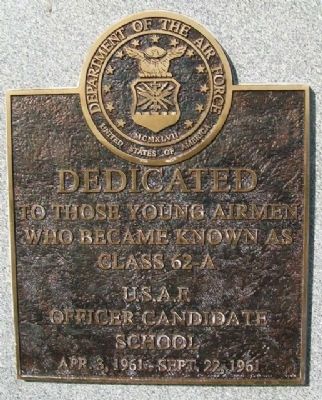 DEPARTMENT OF THE AIR FORCE
MCMXLVII
UNITED STATES OF AMERICA
DEDICATED
TO THOSE YOUNG AIRMEN
WHO BECAME KNOWN AS
CLASS 62-A
U.S.A.F.
OFFICER CANDIDATE
SCHOOL
APR. 3, 1961 - SEPT. 22, 1961